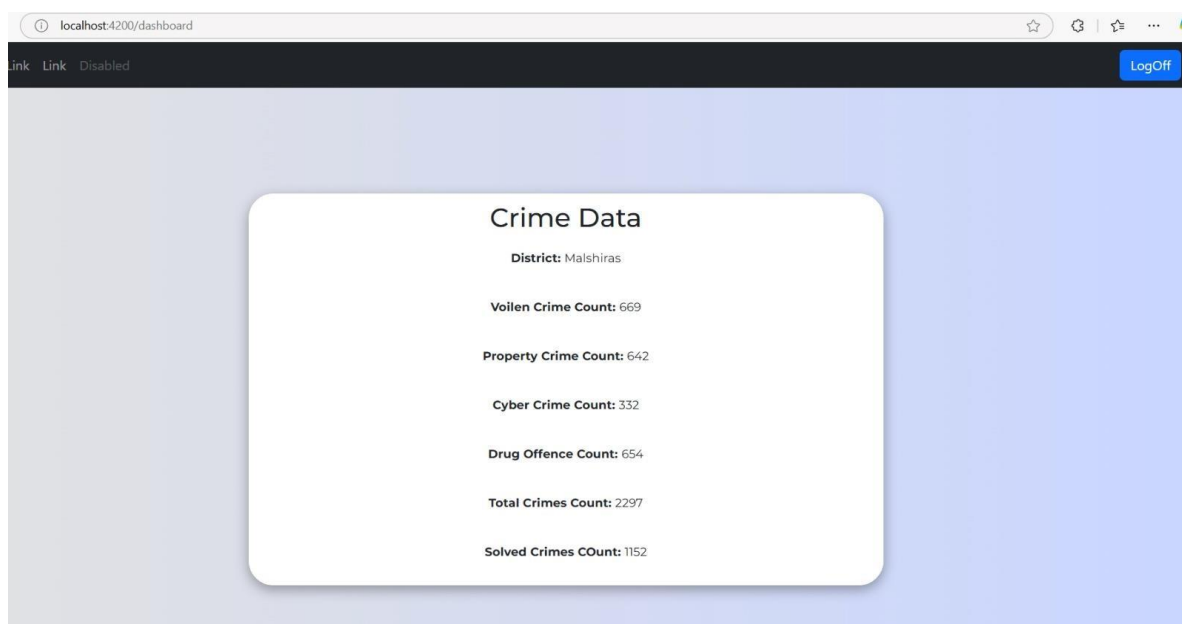 localhost:4200/dashboard
Link Link Disabled LogOff
Crime Data
District: Malshiras
Voilen Crime Count: 669
Property Crime Count: 642
Cyber Crime Count: 332
Drug Offence Count: 654
Total Crimes Count: 2297
Solved Crimes COunt: 1152